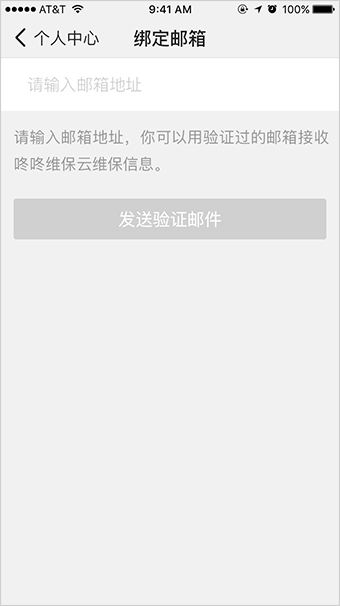 AT&T 9:41 AM 100%
个人中心 绑定邮箱
请输入邮箱地址
请输入邮箱地址，你可以用验证过的邮箱接收
咚咚维保云维保信息。
发送验证邮件